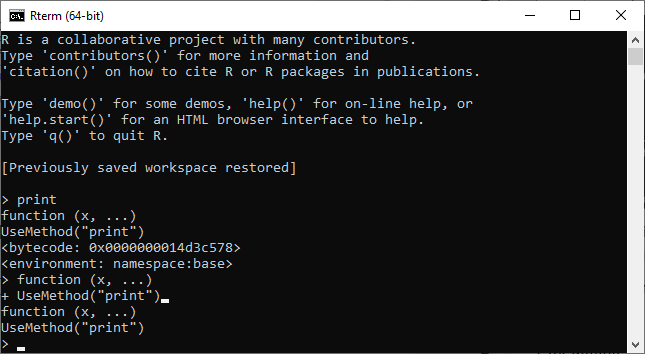 Rterm (64-bit)
R is a collaborative project with many contributors.
Type 'contributors()' for more information and
'citation()' on how to cite R or R packages in publications.
Type 'demo()' for some demos, 'help()' for on-line help, or
'help.start()' for an HTML browser interface to help.
Type 'q()' to quit R.
[Previously saved workspace restored]
> print
function (x, ...)
UseMethod("print")
<bytecode: 0x0000000014d3c578>
<environment: namespace:base>
> function (x, ...)
+ UseMethod("print")
function (x, ...)
UseMethod("print")
>